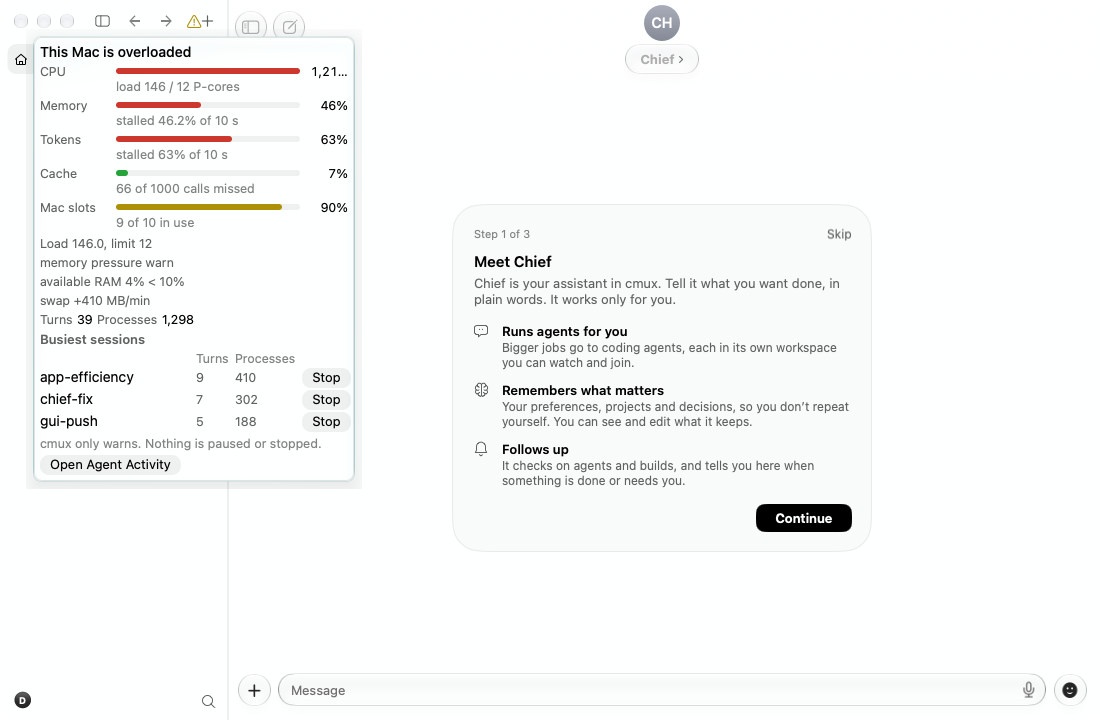 CH
Chief
This Mac is overloaded
CPU 1,21...
load 146 / 12 P-cores
Memory 46%
stalled 46.2% of 10 s
Tokens 63%
stalled 63% of 10 s
Cache 7%
66 of 1000 calls missed
Mac slots 90%
9 of 10 in use
Load 146.0, limit 12
memory pressure warn
available RAM 4% < 10%
swap +410 MB/min
Turns 39 Processes 1,298
Busiest sessions
Turns Processes
app-efficiency 9 410 Stop
chief-fix 7 302 Stop
gui-push 5 188 Stop
cmux only warns. Nothing is paused or stopped.
Open Agent Activity
Step 1 of 3 Skip
Meet Chief
Chief is your assistant in cmux. Tell it what you want done, in
plain words. It works only for you.
Runs agents for you
Bigger jobs go to coding agents, each in its own workspace
you can watch and join.
Remembers what matters
Your preferences, projects and decisions, so you don’t repeat
yourself. You can see and edit what it keeps.
Follows up
It checks on agents and builds, and tells you here when
something is done or needs you.
Continue
D
Message